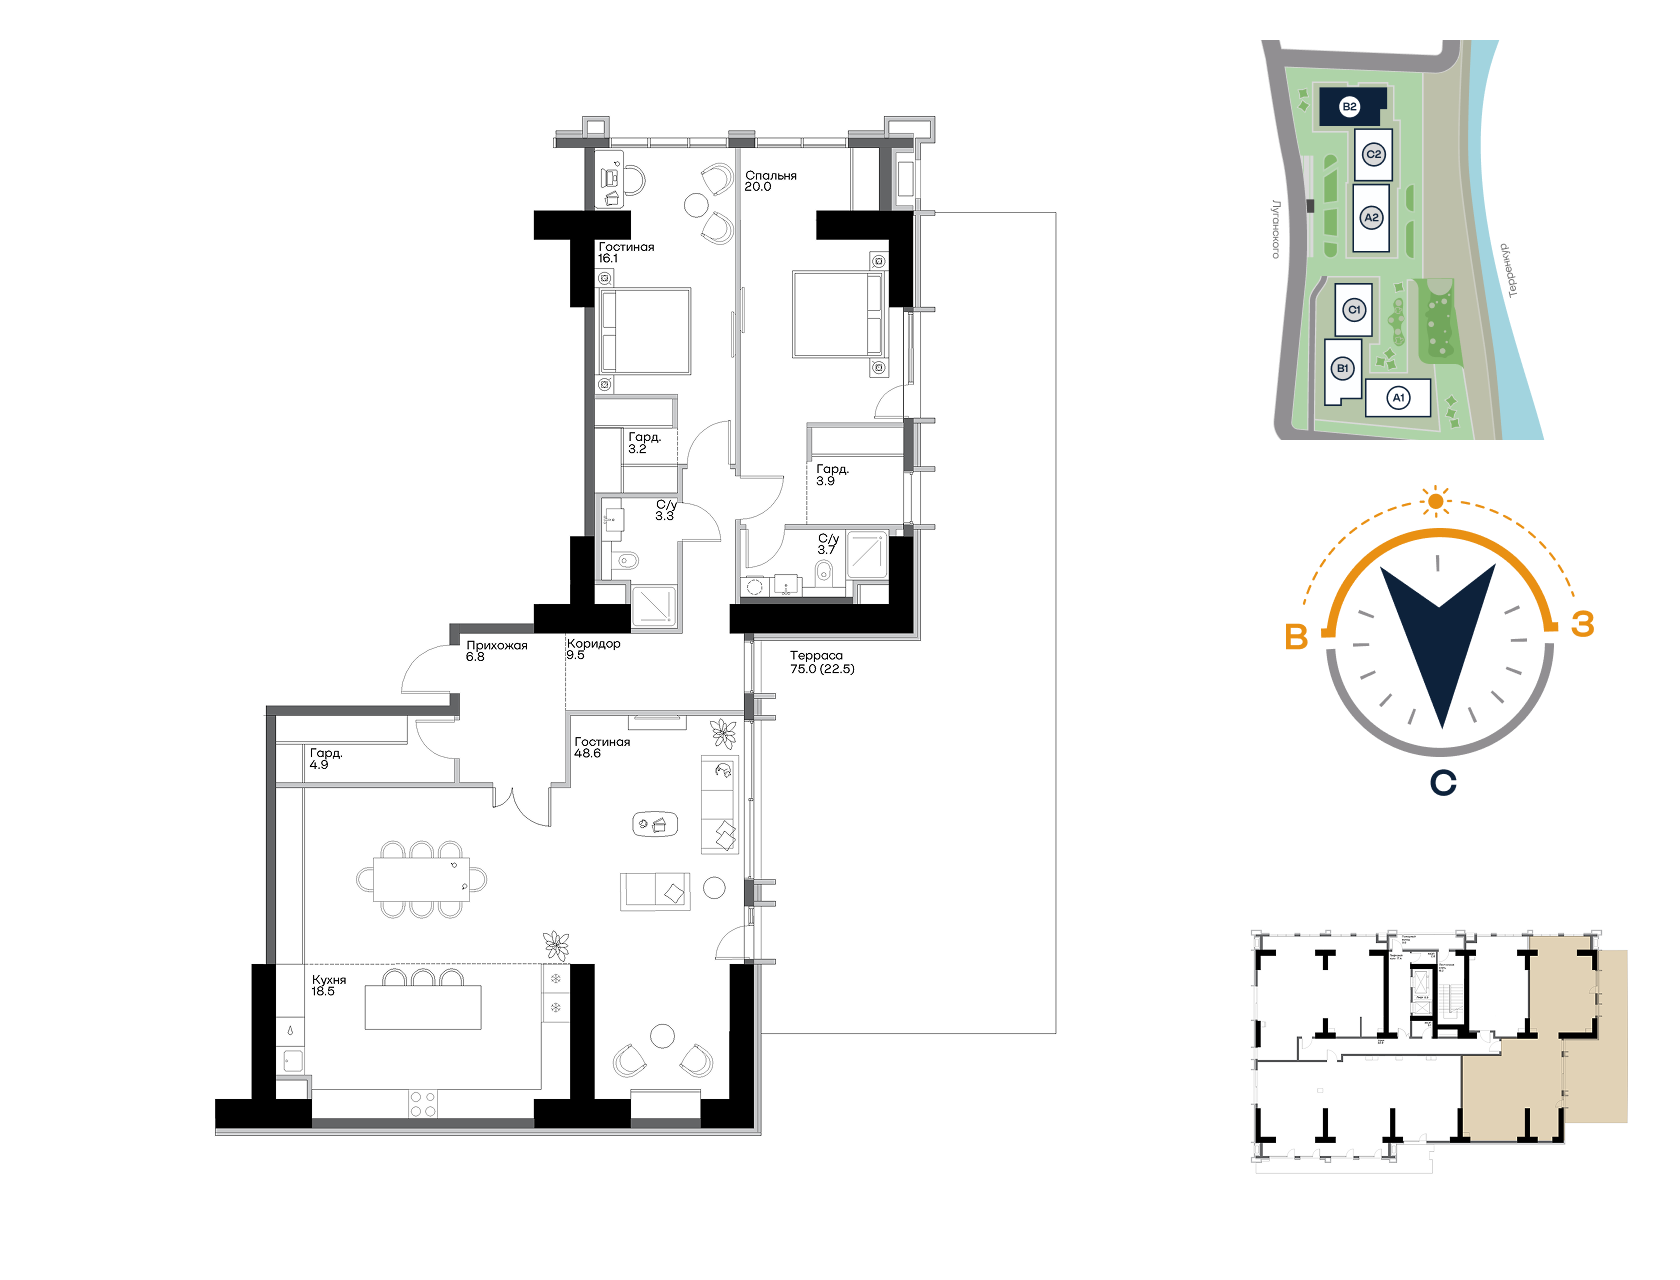 Спальня
20.0
Гостиная
16.1
Гард.
3.2
Гард.
3.9
С/у
3.3
С/у
3.7
Прихожая
6.8
Коридор
9.5
Терраса
75.0 (22.5)
Гостиная
48.6
Гард.
4.9
Кухня
18.5
B2
C2
A2
C1
B1
A1
Луганского
Терренкур
В
З
С